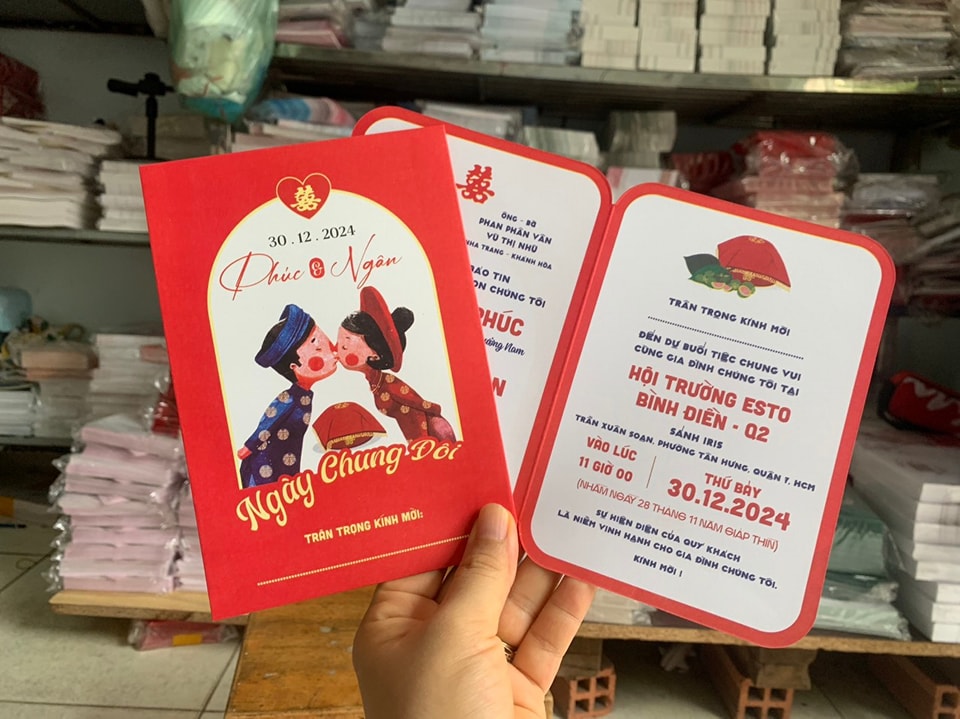 囍
30.12.2024
Phúc & Ngân
Ngày Chung Đôi
TRÂN TRỌNG KÍNH MỜI:
囍
ÔNG - BÀ
PHAN PHẤN VÂN
VŨ THỊ NHŨ
NHA TRANG - KHÁNH HÒA
BÁO TIN
CON CHÚNG TÔI
PHÚC
Nam
TRÂN TRỌNG KÍNH MỜI
ĐẾN DỰ BUỔI TIỆC CHUNG VUI
CÙNG GIA ĐÌNH CHÚNG TÔI TẠI
HỘI TRƯỜNG ESTO
BÌNH ĐIỀN - Q2
SẢNH IRIS
TRẦN XUÂN SOẠN, PHƯỜNG TÂN HƯNG, QUẬN 7, HCM
VÀO LÚC
11 GIỜ 00
THỨ BẢY
30.12.2024
(NHẰM NGÀY 28 THÁNG 11 NĂM GIÁP THÌN)
SỰ HIỆN DIỆN CỦA QUÝ KHÁCH
LÀ NIỀM VINH HẠNH CHO GIA ĐÌNH CHÚNG TÔI.
KÍNH MỜI !